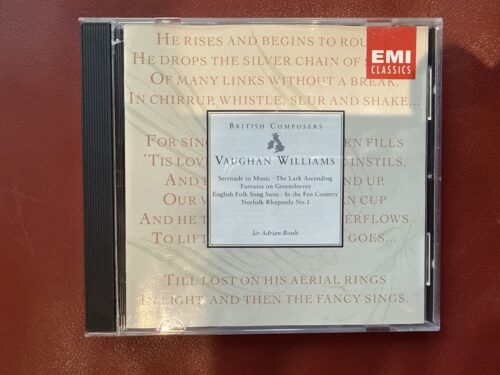 HE RISES AND BEGINS TO ROU
HE DROPS THE SILVER CHAIN OF S
OF MANY LINKS WITHOUT A BREAK,
IN CHIRRUP, WHISTLE, SLUR AND SHAKE...
EMI
CLASSICS
FOR SING
EN FILLS
'TIS LOV
INSTILS,
AND E
ND UP.
OUR V
CUP
AND HE T
ERFLOWS
TO LIFT
GOES...
BRITISH COMPOSERS
VAUGHAN WILLIAMS
Serenade to Music · The Lark Ascending
Fantasia on Greensleeves
English Folk Song Suite · In the Fen Country
Norfolk Rhapsody No.1
Sir Adrian Boult
TILL LOST ON HIS AERIAL RINGS
IN LIGHT, AND THEN THE FANCY SINGS.